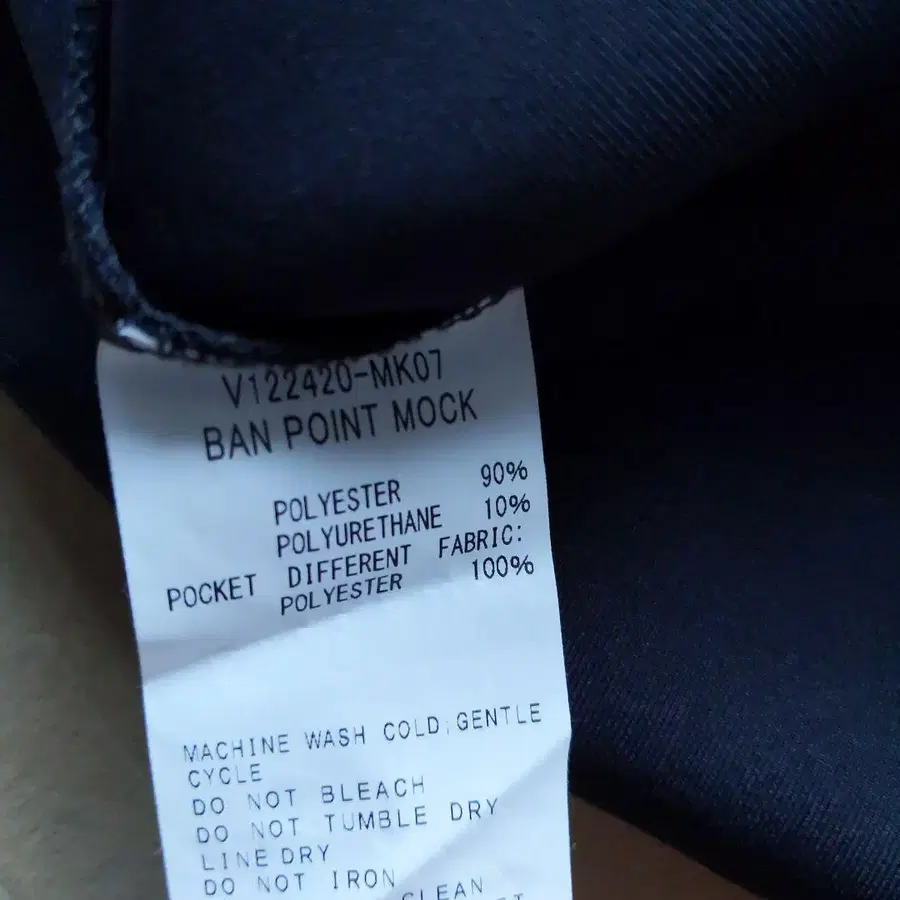 V122420-MK07
BAN POINT MOCK
POLYESTER 90%
POLYURETHANE 10%
POCKET DIFFERENT FABRIC:
POLYESTER 100%
MACHINE WASH COLD,GENTLE
CYCLE
DO NOT BLEACH
DO NOT TUMBLE DRY
LINE DRY
DO NOT IRON
CLEAN